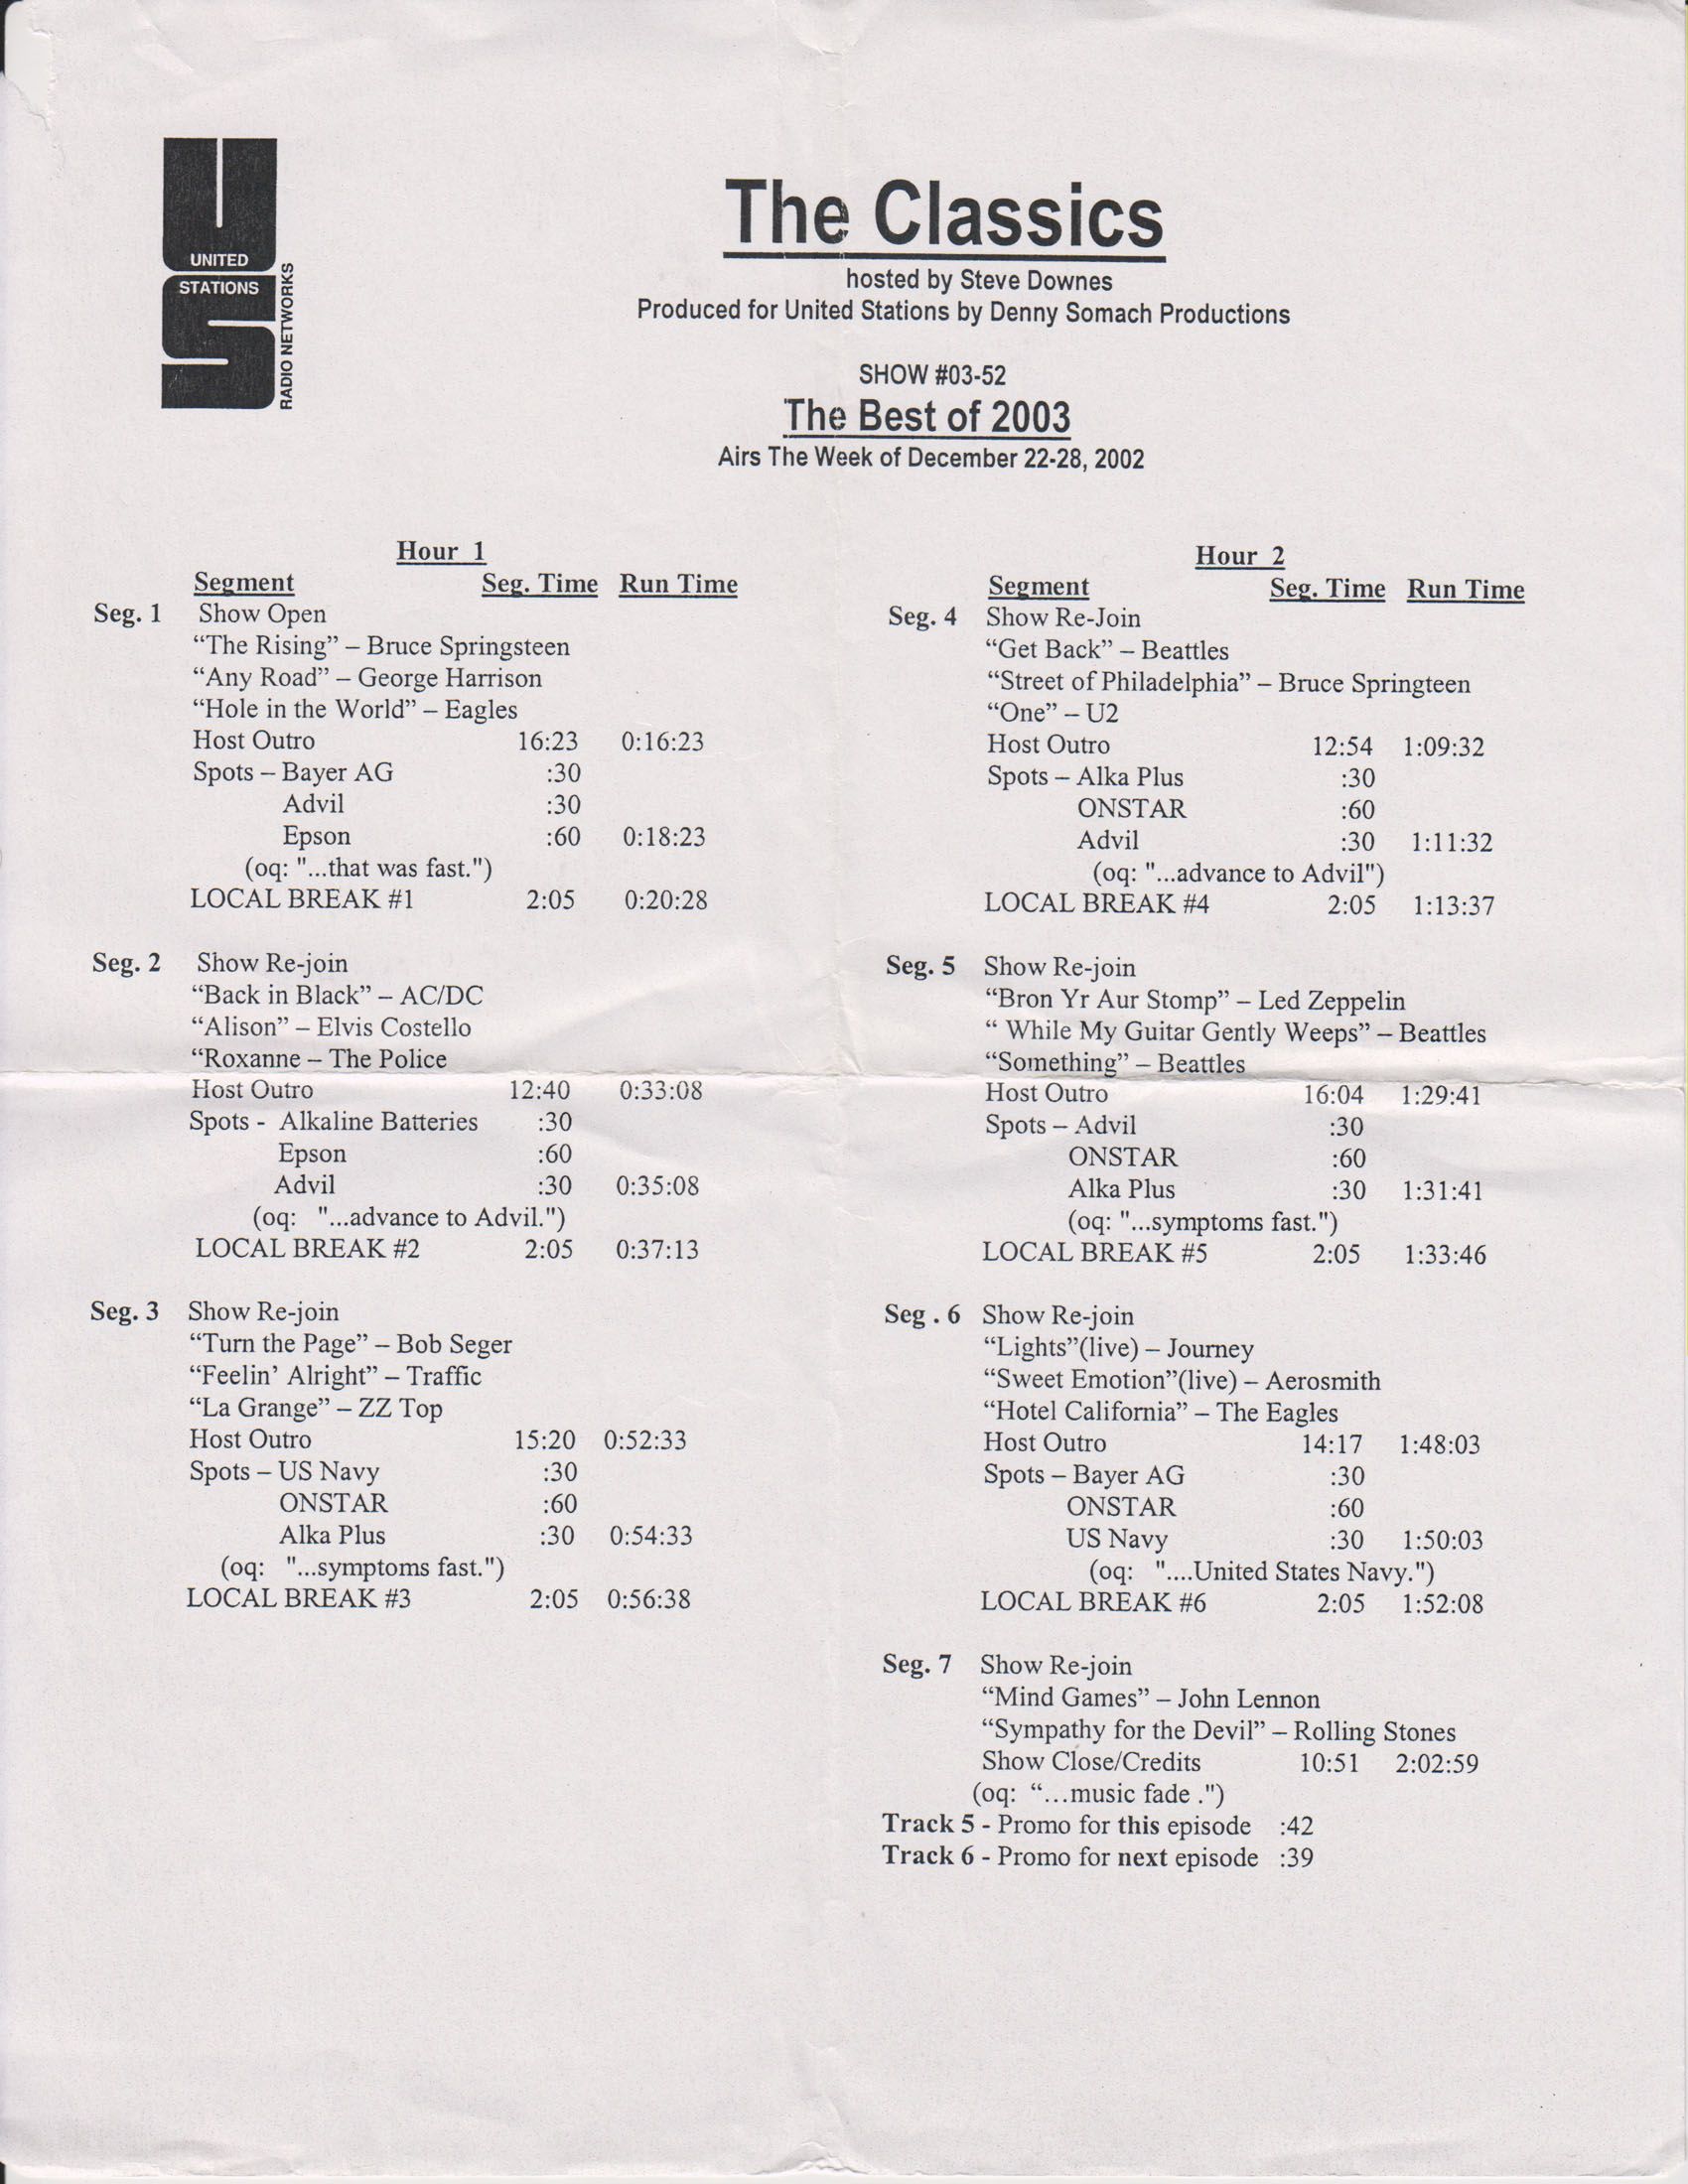 UNITED
STATIONS
RADIO NETWORKS
The Classics
hosted by Steve Downes
Produced for United Stations by Denny Somach Productions
SHOW #03-52
The Best of 2003
Airs The Week of December 22-28, 2002
Hour 1
Segment Seg. Time Run Time
Seg. 1 Show Open
“The Rising” – Bruce Springsteen
“Any Road” – George Harrison
“Hole in the World” – Eagles
Host Outro 16:23 0:16:23
Spots – Bayer AG :30
Advil :30
Epson :60 0:18:23
(oq: "...that was fast.")
LOCAL BREAK #1 2:05 0:20:28
Seg. 2 Show Re-join
“Back in Black” – AC/DC
“Alison” – Elvis Costello
“Roxanne – The Police
Host Outro 12:40 0:33:08
Spots - Alkaline Batteries :30
Epson :60
Advil :30 0:35:08
(oq: "...advance to Advil.")
LOCAL BREAK #2 2:05 0:37:13
Seg. 3 Show Re-join
“Turn the Page” – Bob Seger
“Feelin’ Alright” – Traffic
“La Grange” – ZZ Top
Host Outro 15:20 0:52:33
Spots – US Navy :30
ONSTAR :60
Alka Plus :30 0:54:33
(oq: "...symptoms fast.")
LOCAL BREAK #3 2:05 0:56:38
Hour 2
Segment Seg. Time Run Time
Seg. 4 Show Re-Join
“Get Back” – Beattles
“Street of Philadelphia” – Bruce Springteen
“One” – U2
Host Outro 12:54 1:09:32
Spots – Alka Plus :30
ONSTAR :60
Advil :30 1:11:32
(oq: "...advance to Advil")
LOCAL BREAK #4 2:05 1:13:37
Seg. 5 Show Re-join
“Bron Yr Aur Stomp” – Led Zeppelin
“ While My Guitar Gently Weeps” – Beattles
“Something” – Beattles
Host Outro 16:04 1:29:41
Spots – Advil :30
ONSTAR :60
Alka Plus :30 1:31:41
(oq: "...symptoms fast.")
LOCAL BREAK #5 2:05 1:33:46
Seg . 6 Show Re-join
“Lights”(live) – Journey
“Sweet Emotion”(live) – Aerosmith
“Hotel California” – The Eagles
Host Outro 14:17 1:48:03
Spots – Bayer AG :30
ONSTAR :60
US Navy :30 1:50:03
(oq: "....United States Navy.")
LOCAL BREAK #6 2:05 1:52:08
Seg. 7 Show Re-join
“Mind Games” – John Lennon
“Sympathy for the Devil” – Rolling Stones
Show Close/Credits 10:51 2:02:59
(oq: “...music fade .")
Track 5 - Promo for this episode :42
Track 6 - Promo for next episode :39